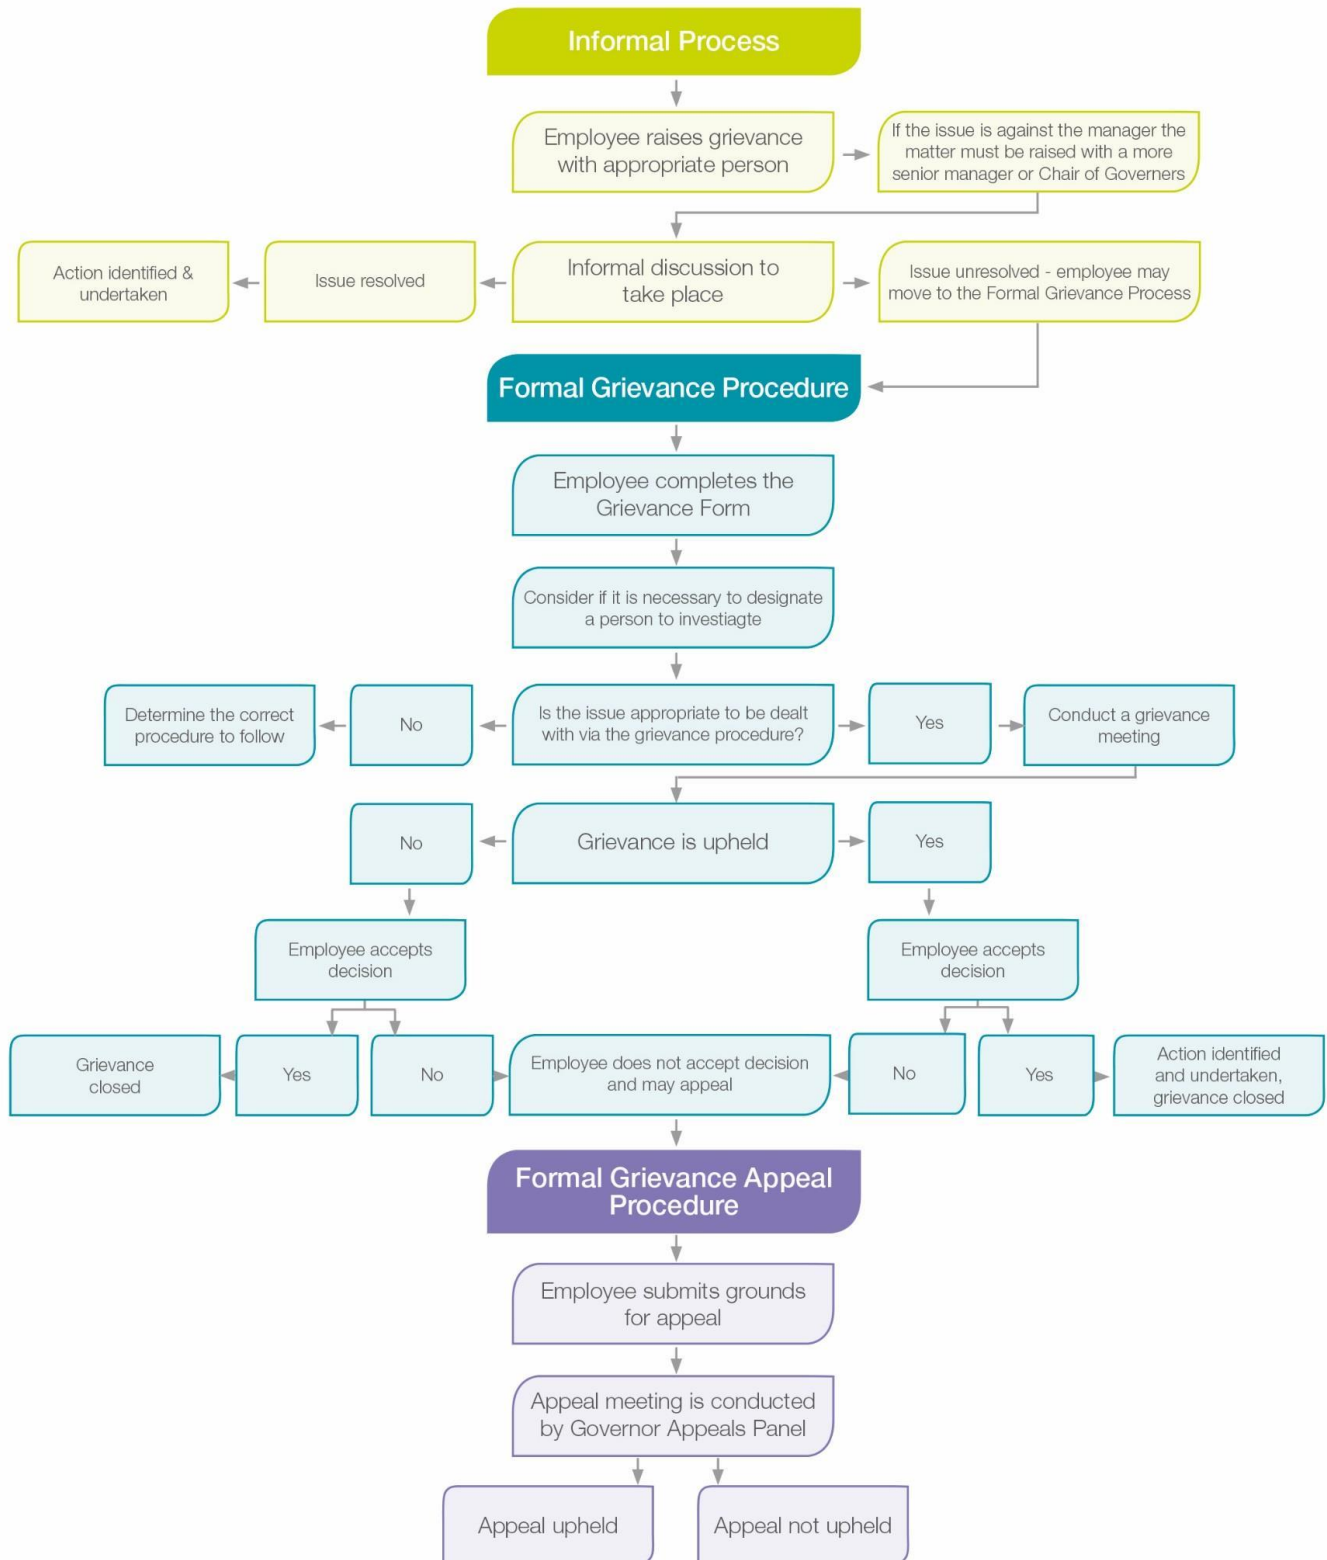 Informal Process
Employee raises grievance
with appropriate person
If the issue is against the manager the
matter must be raised with a more
senior manager or Chair of Governers
Action identified &
undertaken
Issue resolved
Informal discussion to
take place
Issue unresolved - employee may
move to the Formal Grievance Process
Formal Grievance Procedure
Employee completes the
Grievance Form
Consider if it is necessary to designate
a person to investiagte
Determine the correct
procedure to follow
No
Is the issue appropriate to be dealt
with via the grievance procedure?
Yes
Conduct a grievance
meeting
No
Grievance is upheld
Yes
Employee accepts
decision
Employee accepts
decision
Grievance
closed
Yes
No
Employee does not accept decision
and may appeal
No
Yes
Action identified
and undertaken,
grievance closed
Formal Grievance Appeal
Procedure
Employee submits grounds
for appeal
Appeal meeting is conducted
by Governor Appeals Panel
Appeal upheld
Appeal not upheld